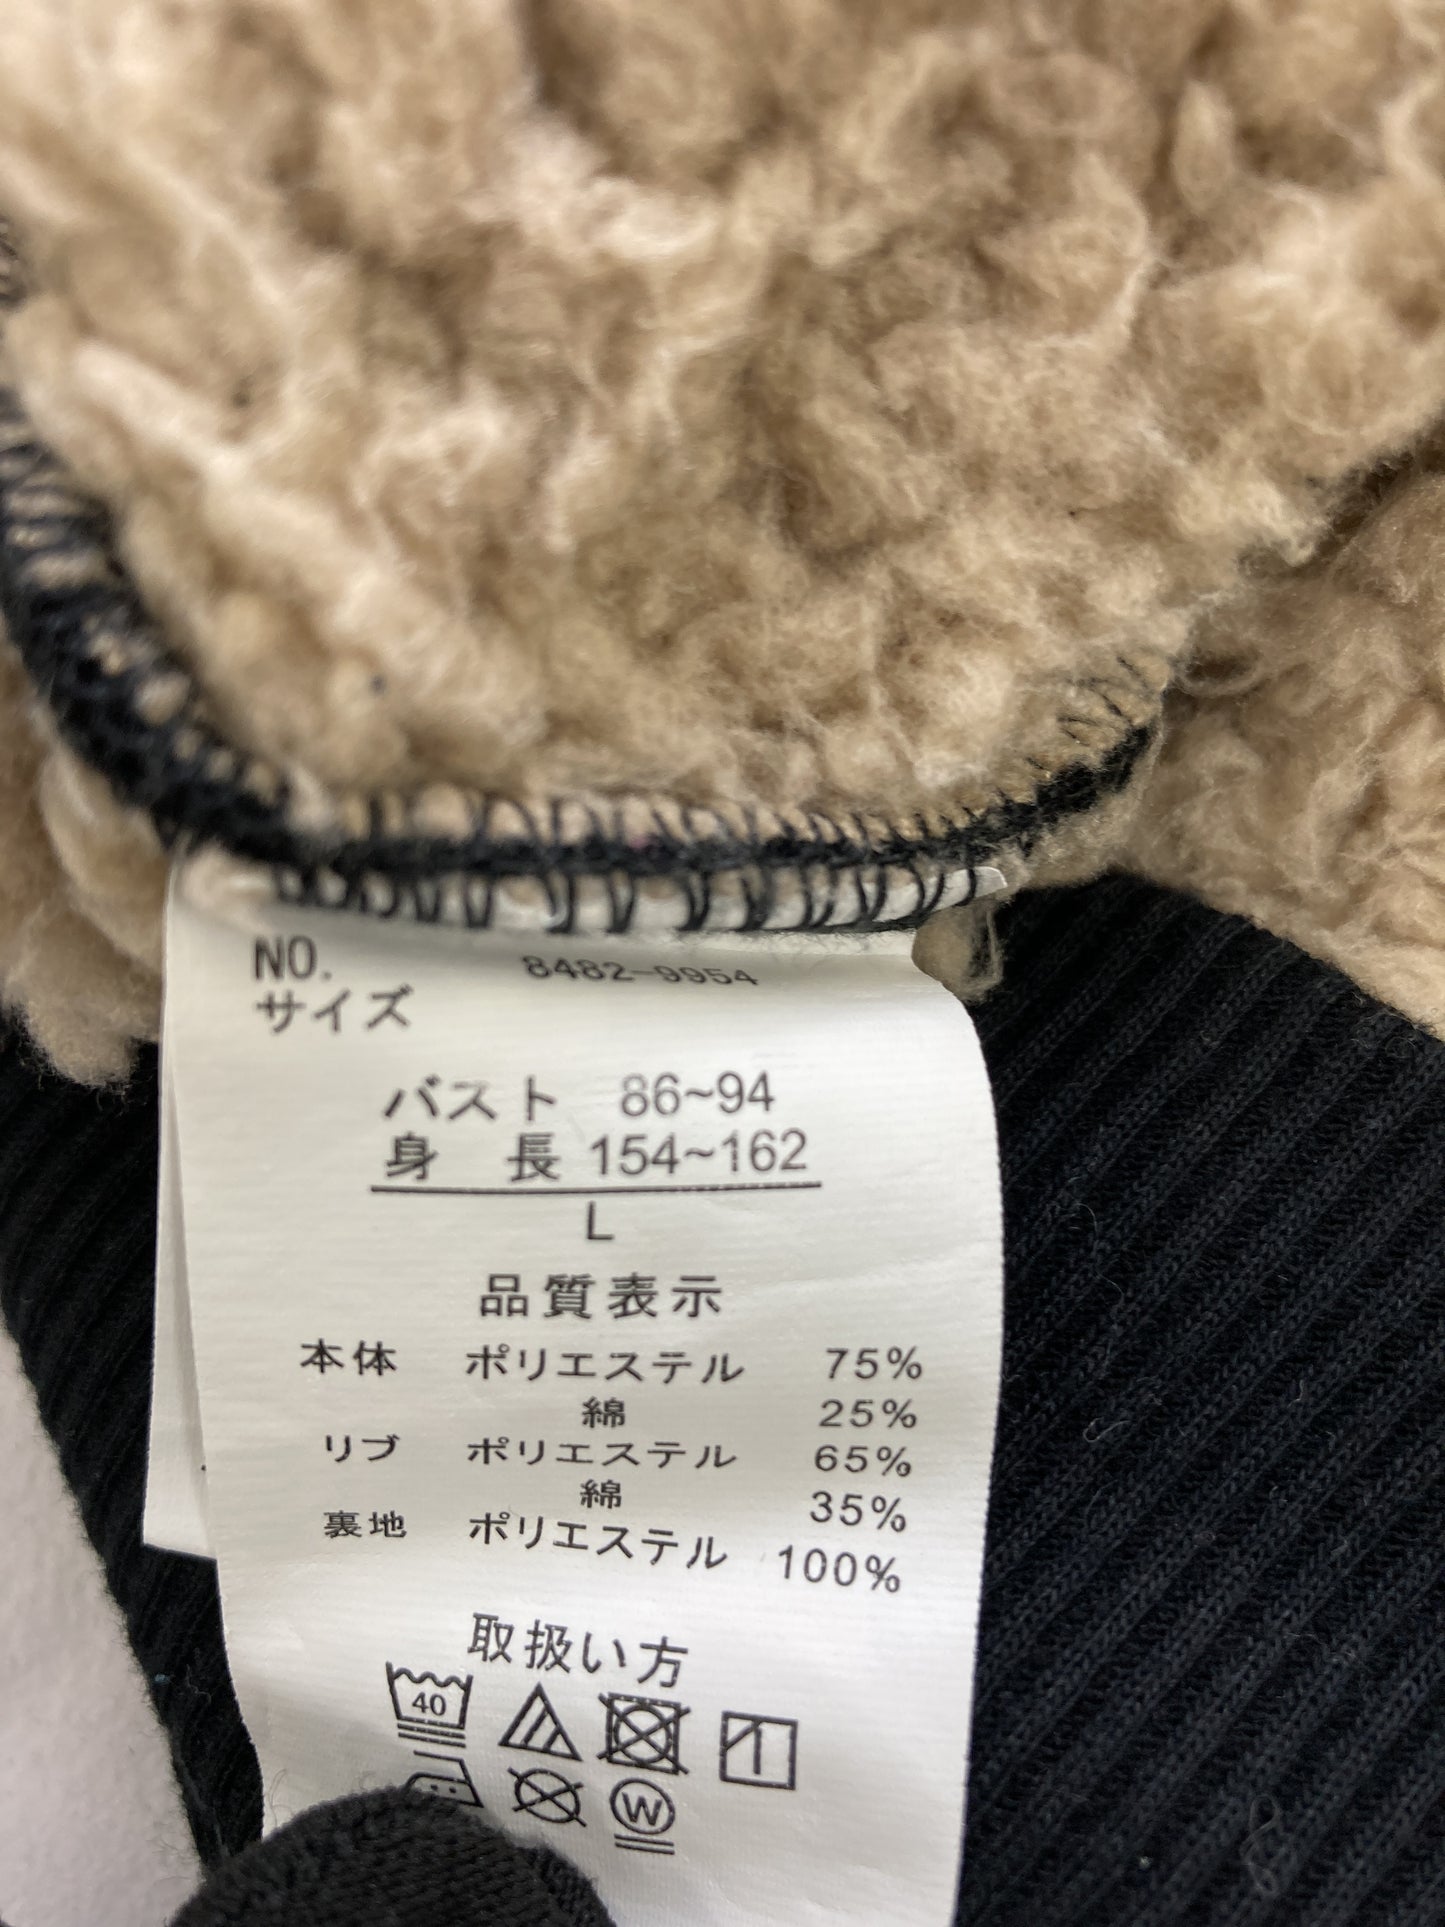 NO. 8482-9954
サイズ
バスト 86~94
身 長 154~162
L
品質表示
本体 ポリエステル 75%
綿 25%
リブ ポリエステル 65%
綿 35%
裏地 ポリエステル 100%
取扱い方
40
W